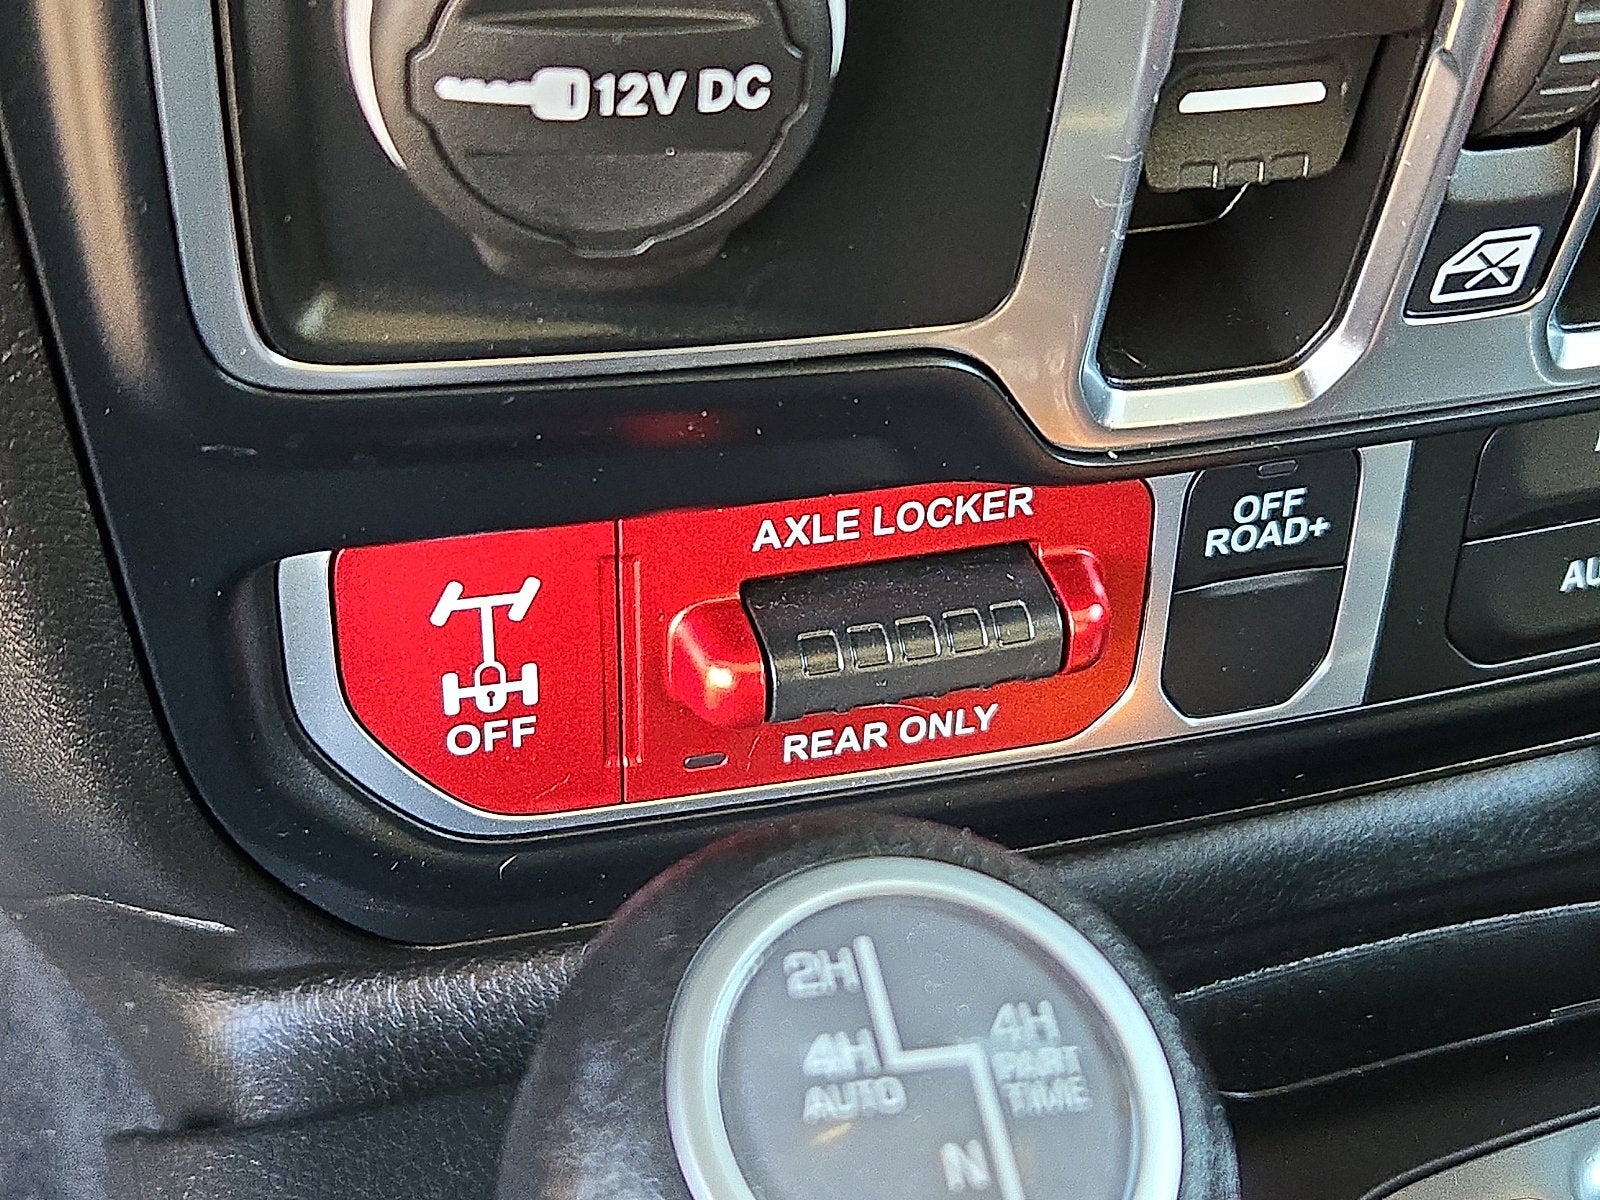 12V DC
AXLE LOCKER
OFF
ROAD+
OFF
REAR ONLY
2H
4H
AUTO
4H
PART
TIME
N